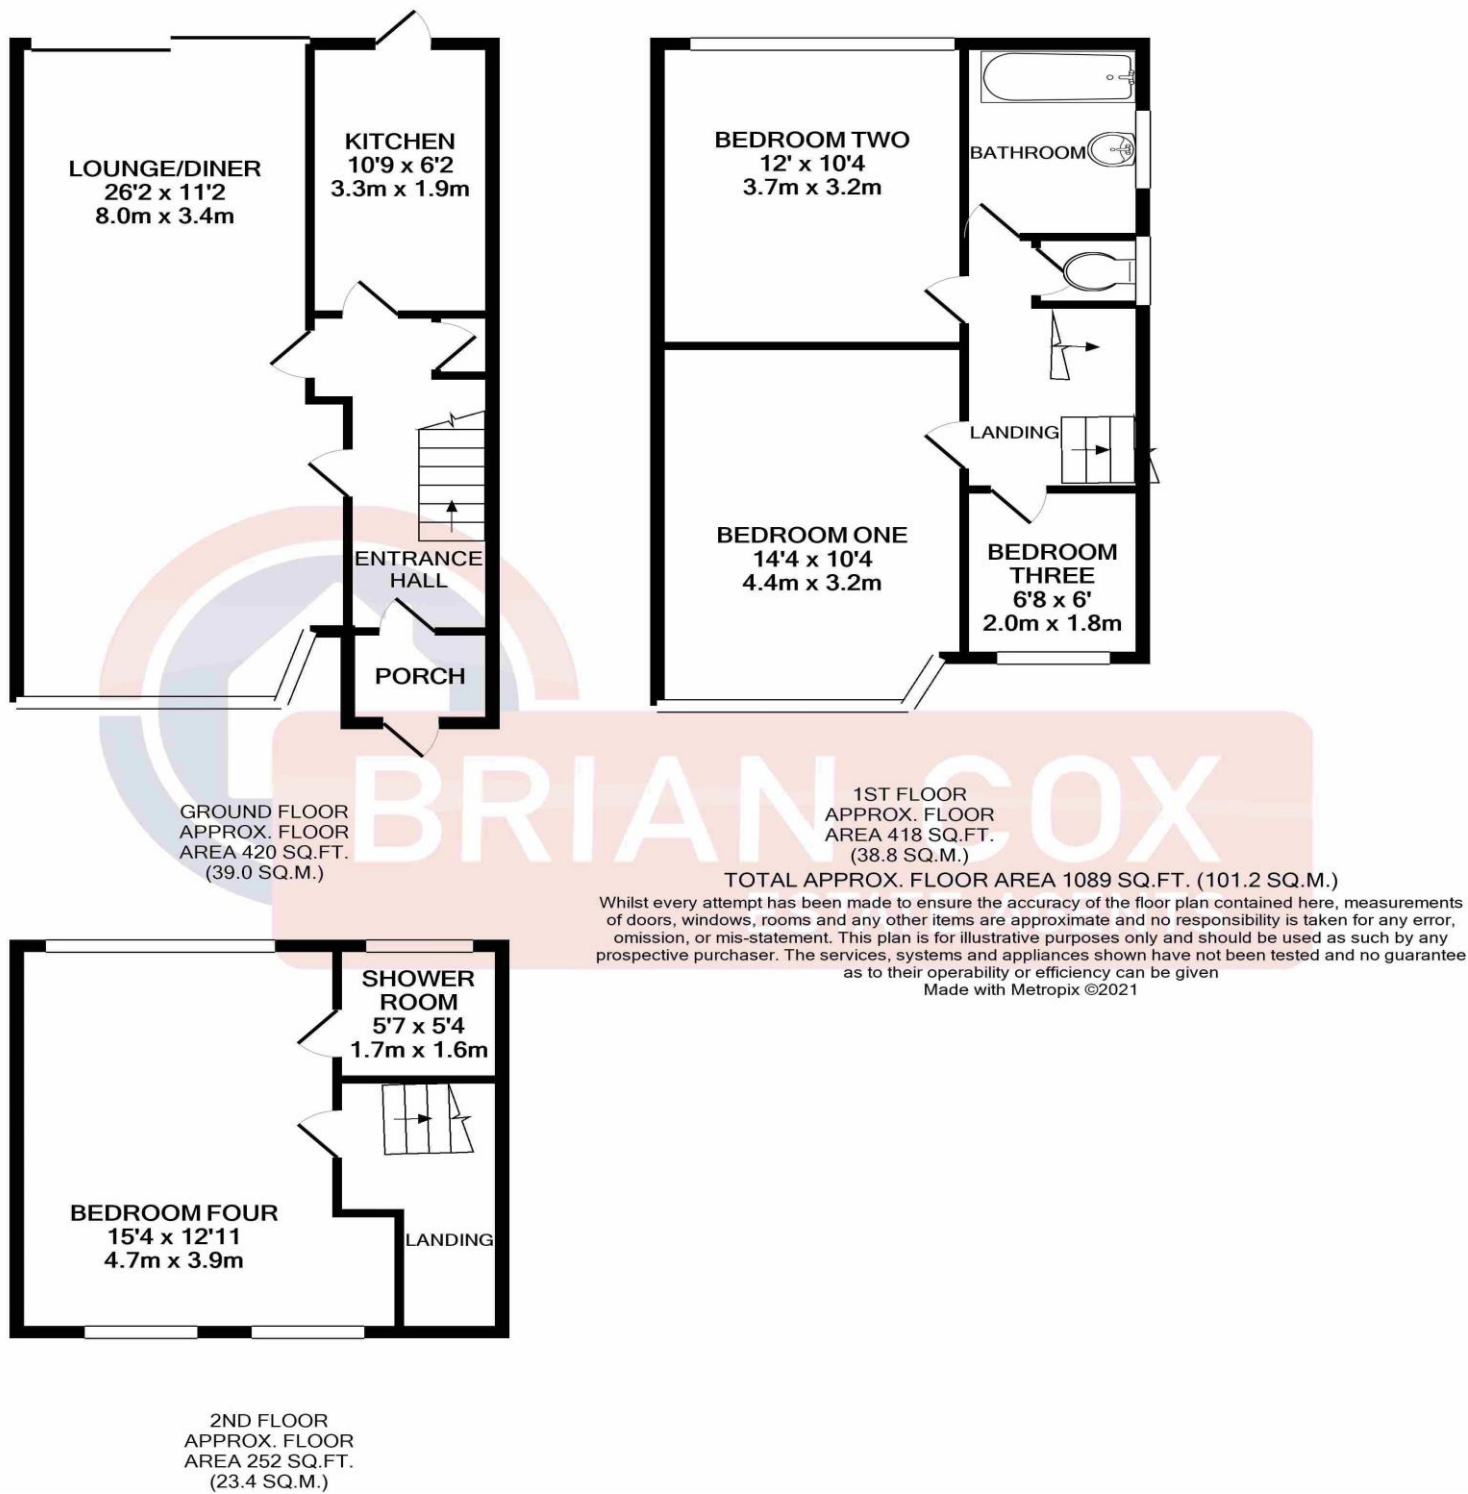 LOUNGE/DINER
26'2 x 11'2
8.0m x 3.4m
KITCHEN
10'9 x 6'2
3.3m x 1.9m
ENTRANCE
HALL
PORCH
GROUND FLOOR
APPROX. FLOOR
AREA 420 SQ.FT.
(39.0 SQ.M.)
BEDROOM TWO
12' x 10'4
3.7m x 3.2m
BATHROOM
LANDING
BEDROOM ONE
14'4 x 10'4
4.4m x 3.2m
BEDROOM
THREE
6'8 x 6'
2.0m x 1.8m
1ST FLOOR
APPROX. FLOOR
AREA 418 SQ.FT.
(38.8 SQ.M.)
BRIAN COX
ESTATE AGENTS
TOTAL APPROX. FLOOR AREA 1089 SQ.FT. (101.2 SQ.M.)
Whilst every attempt has been made to ensure the accuracy of the floor plan contained here, measurements
of doors, windows, rooms and any other items are approximate and no responsibility is taken for any error,
omission, or mis-statement. This plan is for illustrative purposes only and should be used as such by any
prospective purchaser. The services, systems and appliances shown have not been tested and no guarantee
as to their operability or efficiency can be given
Made with Metropix ©2021
SHOWER
ROOM
5'7 x 5'4
1.7m x 1.6m
BEDROOM FOUR
15'4 x 12'11
4.7m x 3.9m
LANDING
2ND FLOOR
APPROX. FLOOR
AREA 252 SQ.FT.
(23.4 SQ.M.)